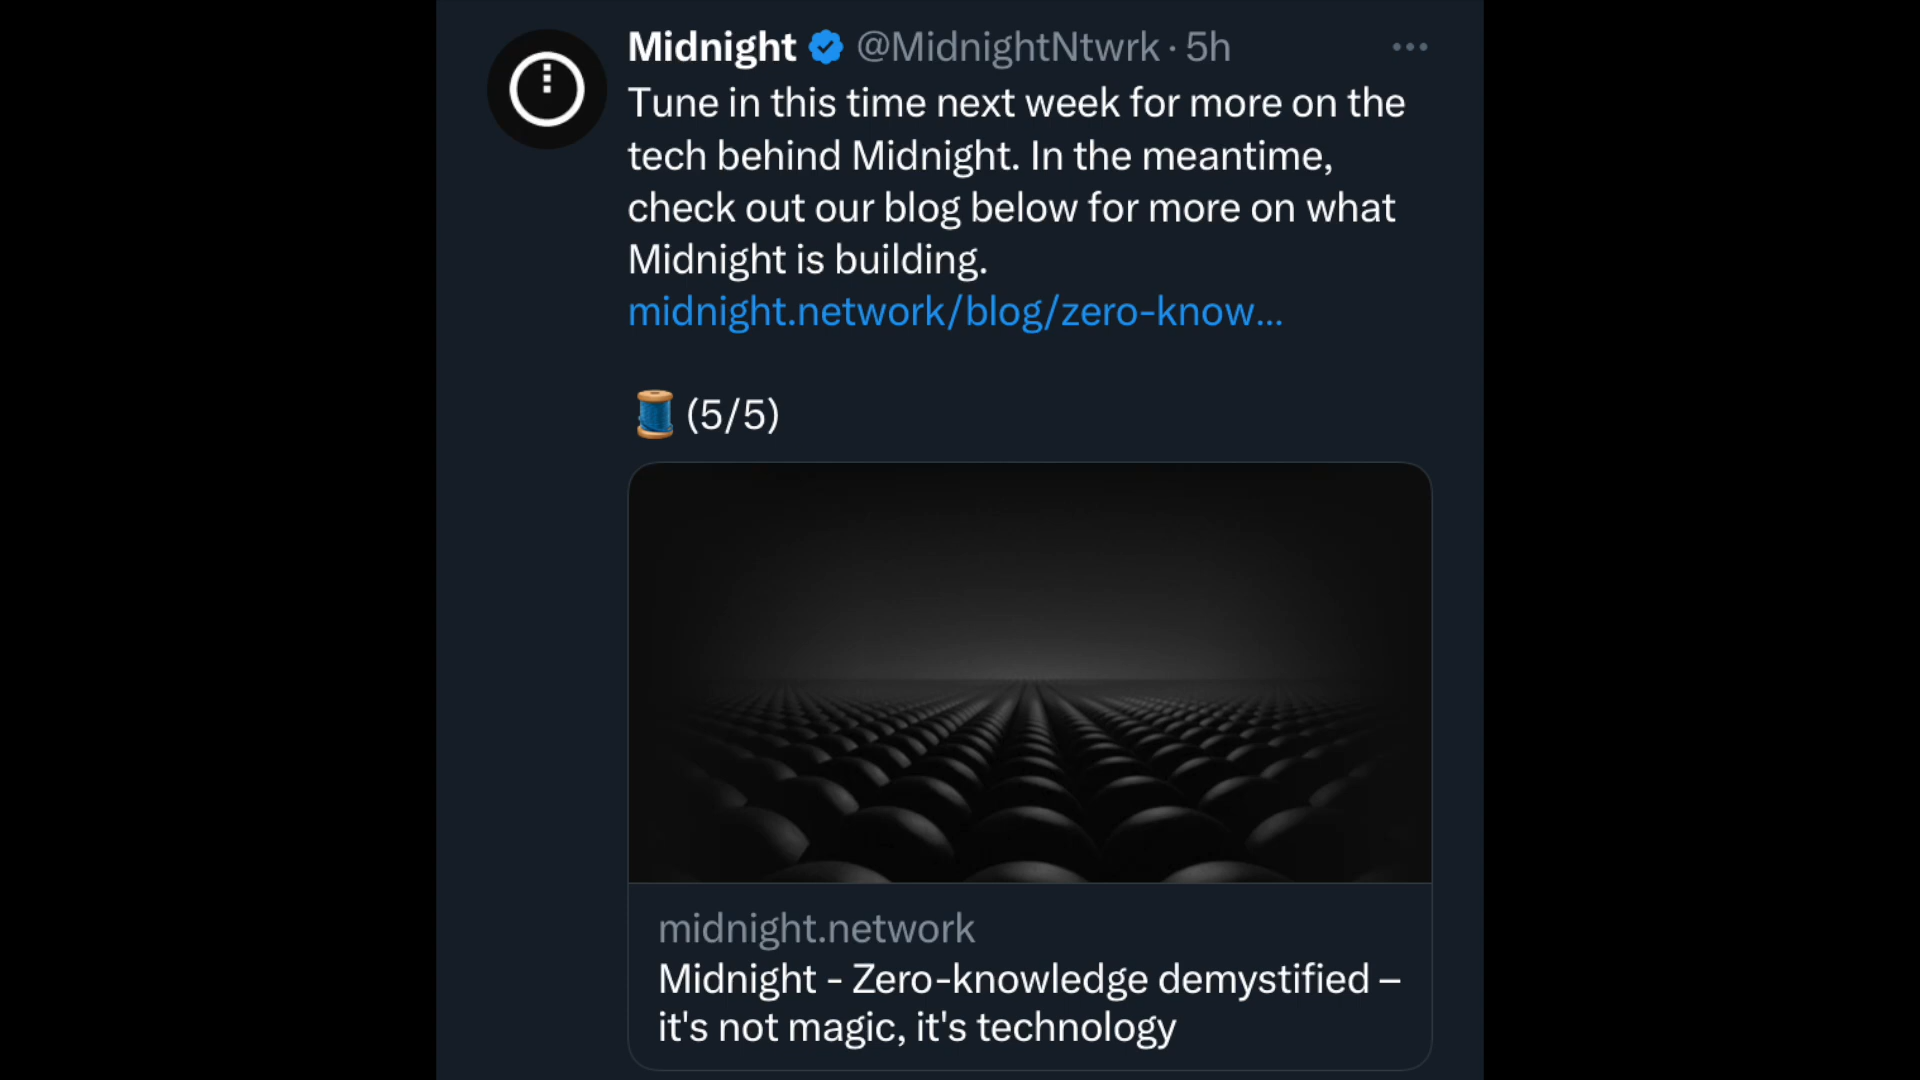 Midnight @MidnightNtwrk · 5h
Tune in this time next week for more on the
tech behind Midnight. In the meantime,
check out our blog below for more on what
Midnight is building.
midnight.network/blog/zero-know...
🧵 (5/5)
midnight.network
Midnight - Zero-knowledge demystified –
it's not magic, it's technology